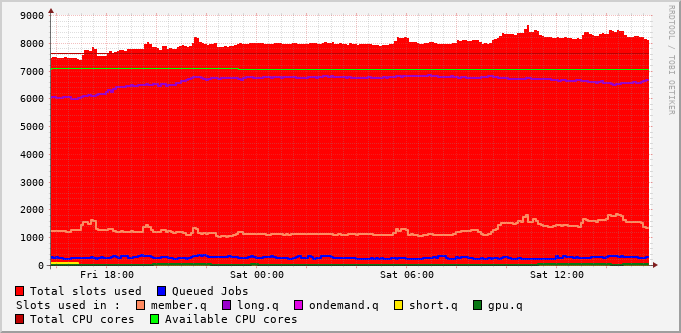 RRDTOOL / TOBI OETIKER
9000
8000
7000
6000
5000
4000
3000
2000
1000
0
Fri 18:00 Sat 00:00 Sat 06:00 Sat 12:00
Total slots used Queued Jobs
Slots used in : member.q long.q ondemand.q short.q gpu.q
Total CPU cores Available CPU cores